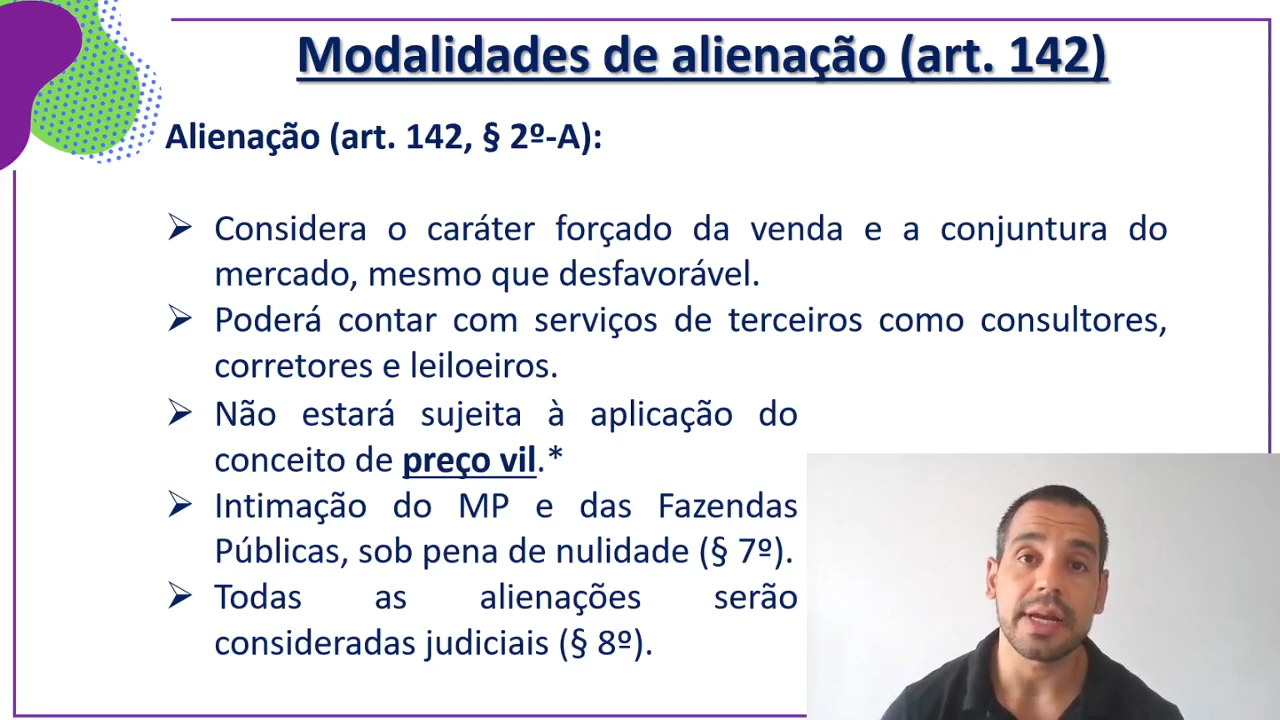 Modalidades de alienação (art. 142)
Alienação (art. 142, § 2º-A):
Considera o caráter forçado da venda e a conjuntura do
mercado, mesmo que desfavorável.
Poderá contar com serviços de terceiros como consultores,
corretores e leiloeiros.
Não estará sujeita à aplicação do
conceito de preço vil.*
Intimação do MP e das Fazendas
Públicas, sob pena de nulidade (§ 7º).
Todas as alienações serão
consideradas judiciais (§ 8º).